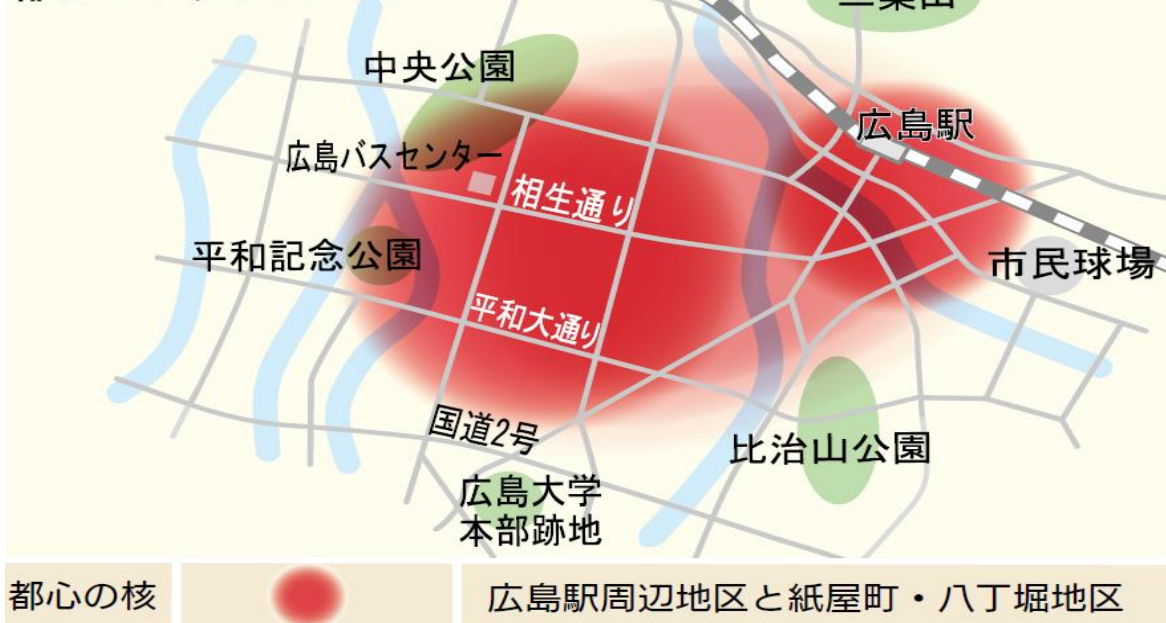 中央公園
広島駅
広島バスセンター
相生通り
平和記念公園
市民球場
平和大通り
国道2号
比治山公園
広島大学
本部跡地
都心の核
広島駅周辺地区と紙屋町・八丁堀地区